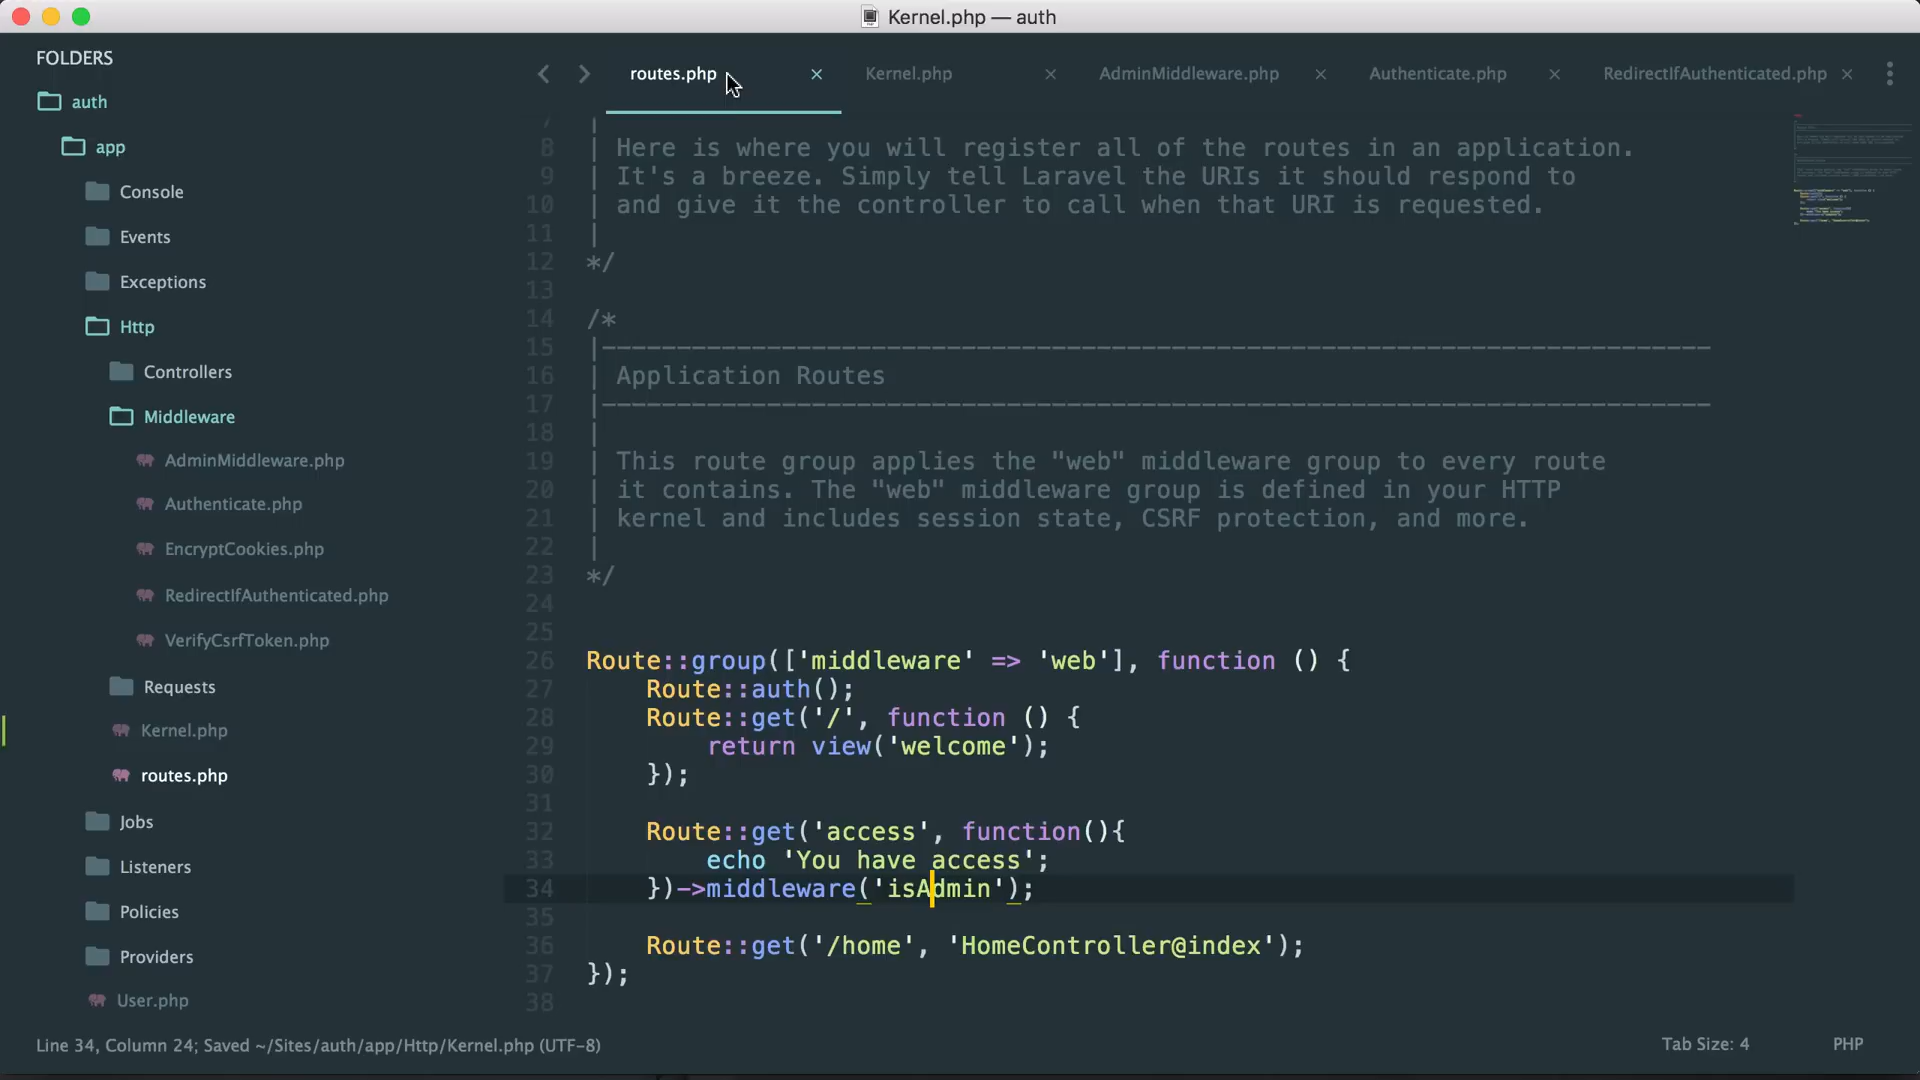 Kernel.php — auth
FOLDERS
auth
app
Console
Events
Exceptions
Http
Controllers
Middleware
AdminMiddleware.php
Authenticate.php
EncryptCookies.php
RedirectIfAuthenticated.php
VerifyCsrfToken.php
Requests
Kernel.php
routes.php
Jobs
Listeners
Policies
Providers
User.php
routes.php × Kernel.php × AdminMiddleware.php × Authenticate.php × RedirectIfAuthenticated.php ×
7 |
8 | Here is where you will register all of the routes in an application.
9 | It's a breeze. Simply tell Laravel the URIs it should respond to
10 | and give it the controller to call when that URI is requested.
11 |
12 */
13
14 /*
15 |--------------------------------------------------------------------------
16 | Application Routes
17 |--------------------------------------------------------------------------
18 |
19 | This route group applies the "web" middleware group to every route
20 | it contains. The "web" middleware group is defined in your HTTP
21 | kernel and includes session state, CSRF protection, and more.
22 |
23 */
24
25
26 Route::group(['middleware' => 'web'], function () {
27 Route::auth();
28 Route::get('/', function () {
29 return view('welcome');
30 });
31
32 Route::get('access', function(){
33 echo 'You have access';
34 })->middleware('isAdmin');
35
36 Route::get('/home', 'HomeController@index');
37 });
38
Line 34, Column 24; Saved ~/Sites/auth/app/Http/Kernel.php (UTF-8)
Tab Size: 4 PHP